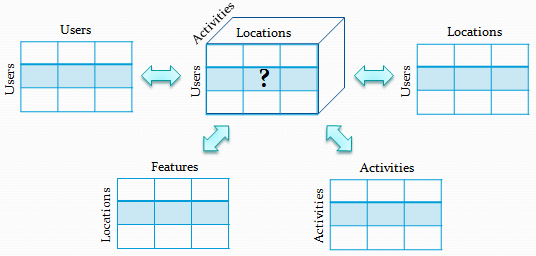 Users
Users
Activities
Locations
Users
?
Locations
Users
Features
Locations
Activities
Activities